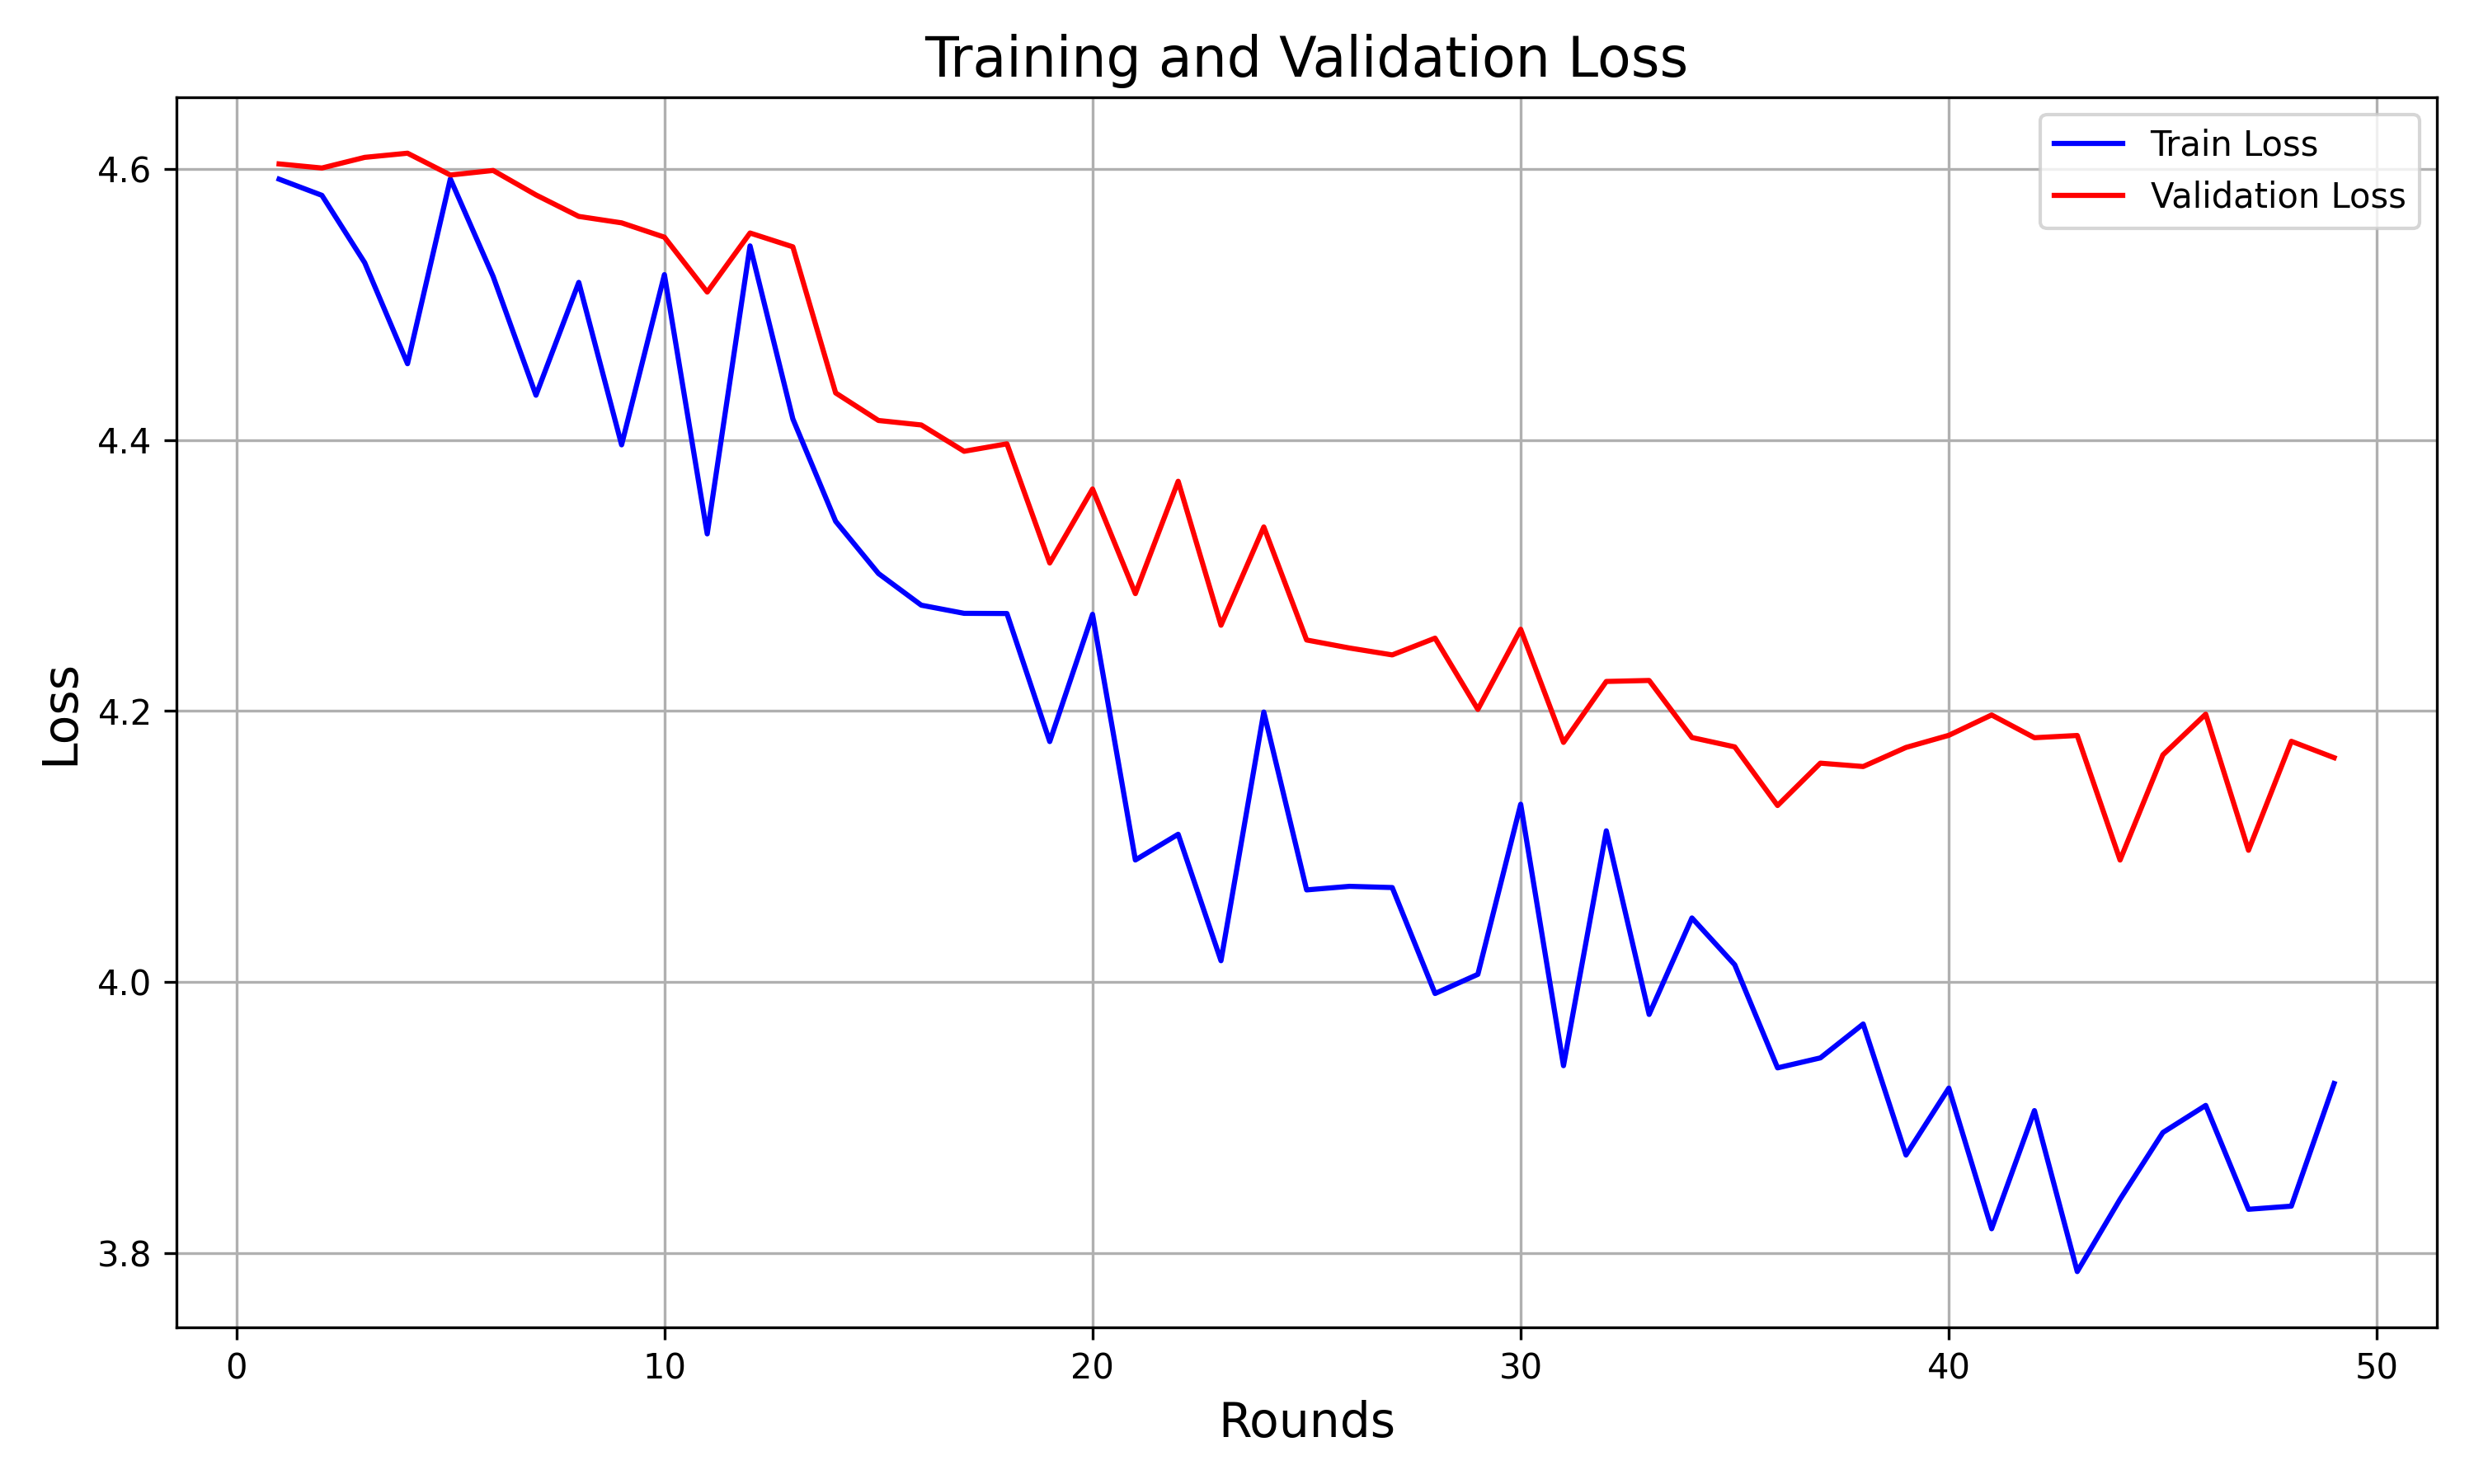 Training and Validation Loss
Train Loss
Validation Loss
4.6
4.4
4.2
4.0
3.8
Loss
0 10 20 30 40 50
Rounds